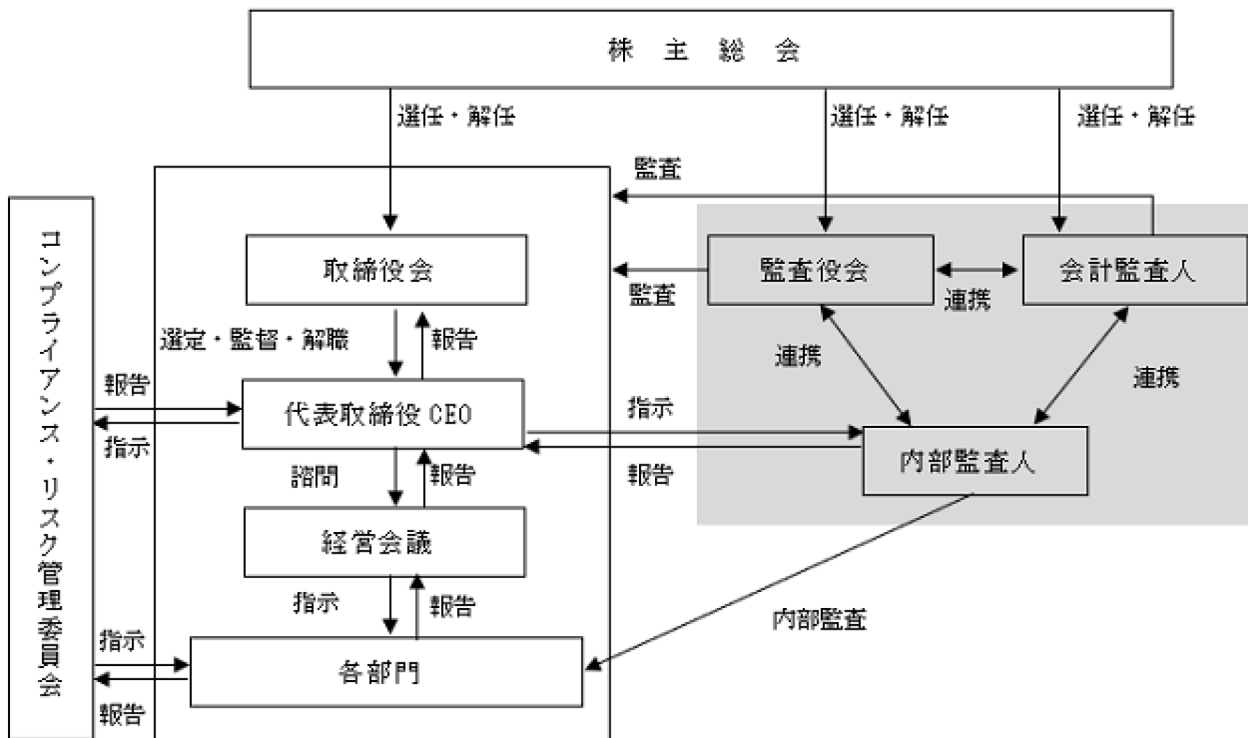 株主総会
選任・解任
選任・解任
選任・解任
監査
コンプライアンス・リスク管理委員会
取締役会
監査役会
会計監査人
監査
連携
選定・監督・解職
報告
連携
連携
報告
代表取締役CEO
指示
指示
報告
諮問
報告
内部監査人
経営会議
指示
報告
内部監査
指示
各部門
報告